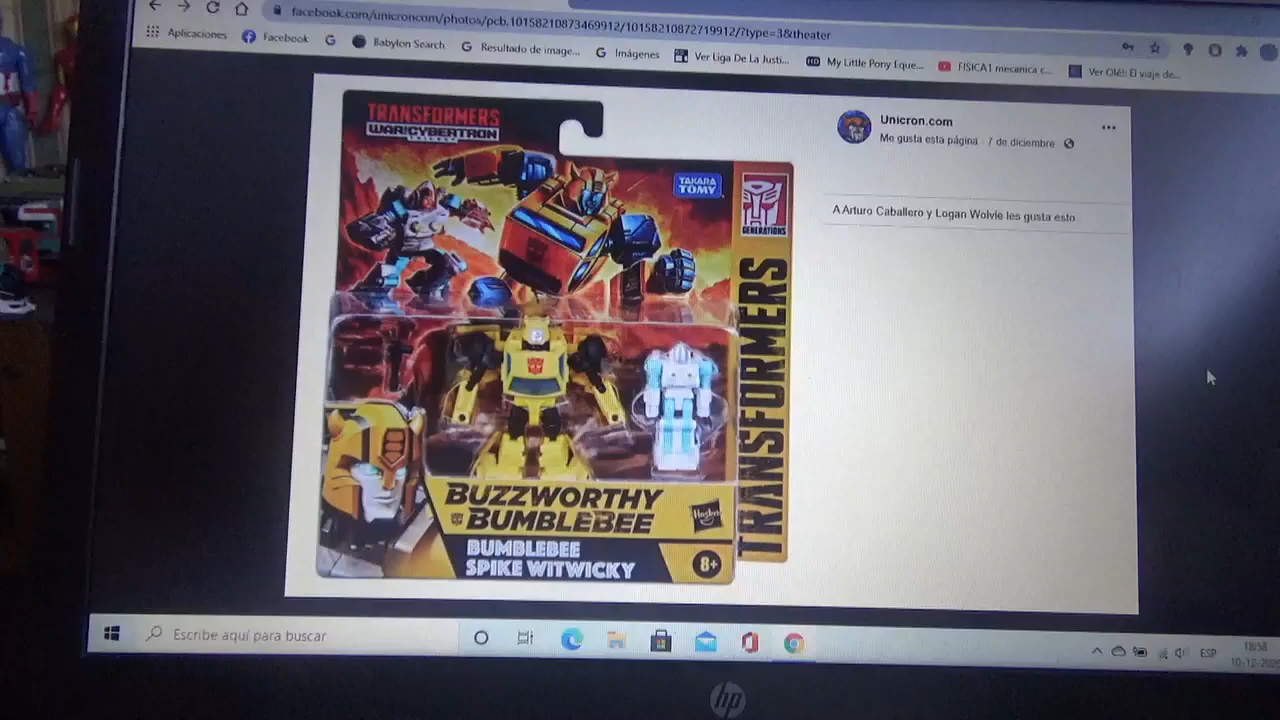 facebook.com/unicroncom/photos/pcb.10158210873469912/10158210872719912/?type=3&theater
Aplicaciones
Facebook
Babylon Search
Resultado de image...
Imágenes
Ver Liga De La Justi...
My Little Pony Eque...
FISICA1 mecanica c...
Ver Olé!: El viaje de...
TRANSFORMERS
WAR FOR CYBERTRON
TRILOGY
TAKARA
TOMY
GENERATIONS
TRANSFORMERS
BUZZWORTHY
BUMBLEBEE
Hasbro
BUMBLEBEE
SPIKE WITWICKY
8+
Unicron.com
Me gusta esta página · 7 de diciembre
A Arturo Caballero y Logan Wolvie les gusta esto
Escribe aquí para buscar
ESP
18:58
10-12-2020
hp